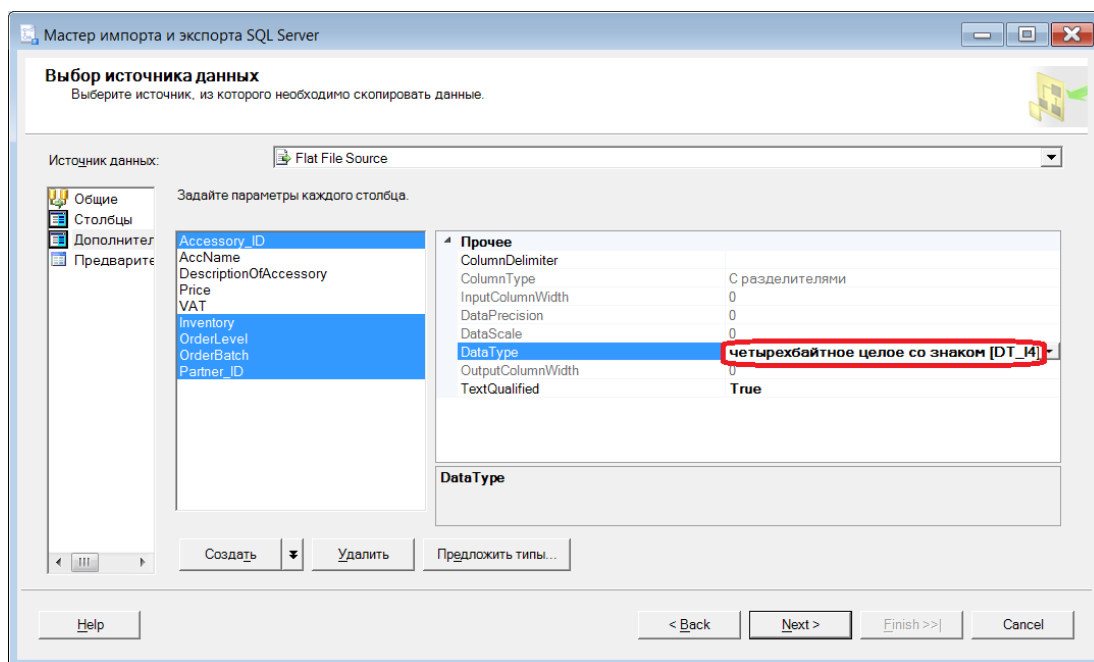 Мастер импорта и экспорта SQL Server
Выбор источника данных
Выберите источник, из которого необходимо скопировать данные.
Источник данных: Flat File Source
Общие
Столбцы
Дополнител
Предварите
Задайте параметры каждого столбца.
Accessory_ID
AccName
DescriptionOfAccessory
Price
VAT
Inventory
OrderLevel
OrderBatch
Partner_ID
Прочее
ColumnDelimiter
ColumnType С разделителями
InputColumnWidth 0
DataPrecision 0
DataScale 0
DataType четырехбайтное целое со знаком [DT_I4]
OutputColumnWidth 0
TextQualified True
DataType
Создать Удалить Предложить типы...
Help < Back Next > Finish >>| Cancel